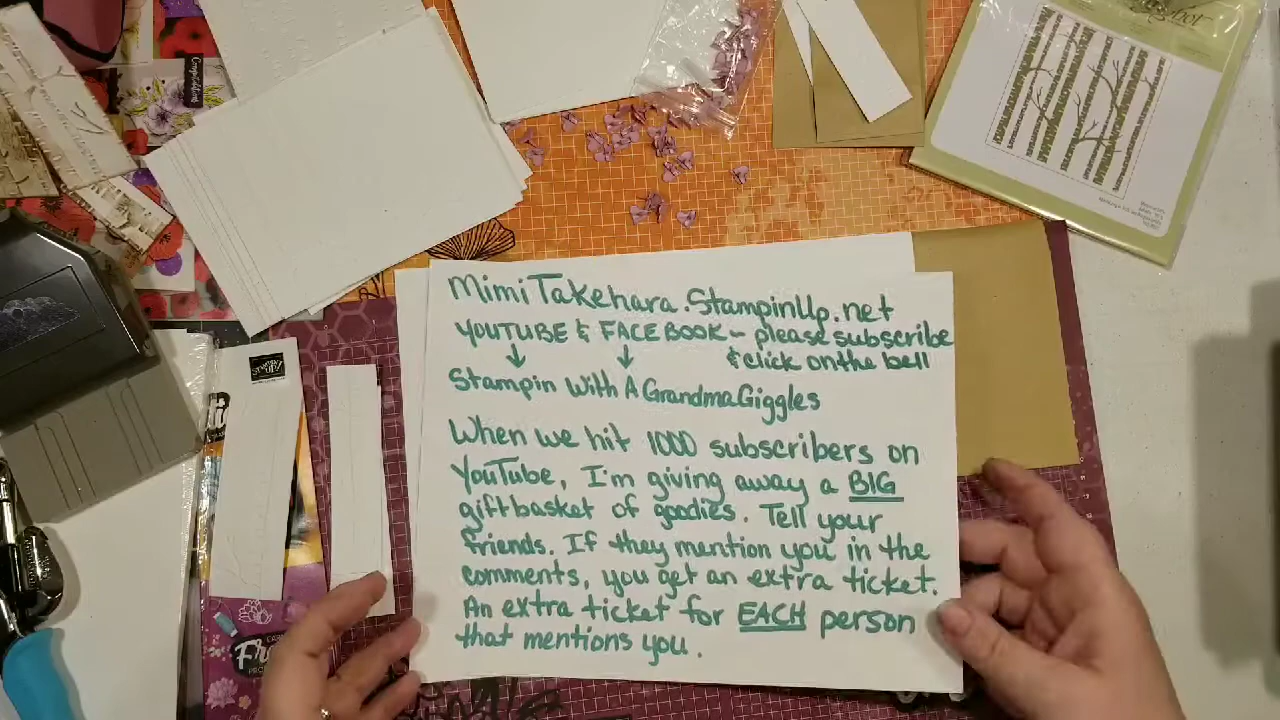 MimiTakehara.StampinUp.net
YOUTUBE & FACEBOOK - please subscribe
& click on the bell
Stampin With A GrandmaGiggles
When we hit 1000 subscribers on
YouTube, I'm giving away a BIG
giftbasket of goodies. Tell your
friends. If they mention you in the
comments, you get an extra ticket.
An extra ticket for EACH person
that mentions you.
STAMPIN' UP!